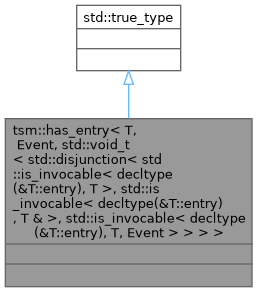 std::true_type
tsm::has_entry< T,
Event, std::void_t
< std::disjunction< std
::is_invocable< decltype
(&T::entry), T >, std::is
_invocable< decltype(&T::entry)
, T & >, std::is_invocable< decltype
(&T::entry), T, Event > > > >